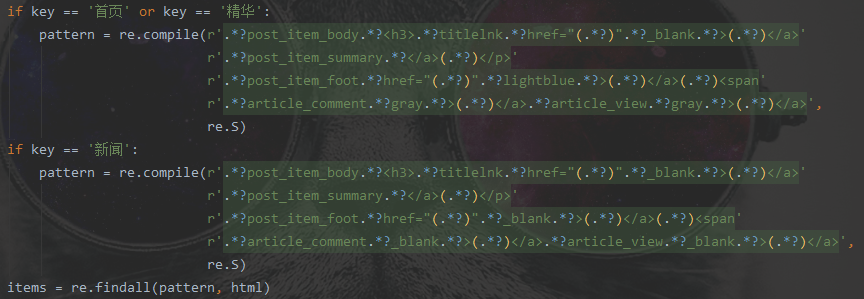 if key == '首页' or key == '精华':
    pattern = re.compile(r'.*?post_item_body.*?<h3>.*?titlelnk.*?href="(.*?)".*?_blank.*?>(.*?)</a>'
                         r'.*?post_item_summary.*?</a>(.*?)</p>'
                         r'.*?post_item_foot.*?href="(.*?)".*?lightblue.*?>(.*?)</a>(.*?)<span'
                         r'.*?article_comment.*?gray.*?>(.*?)</a>.*?article_view.*?gray.*?>(.*?)</a>',
                         re.S)
if key == '新闻':
    pattern = re.compile(r'.*?post_item_body.*?<h3>.*?titlelnk.*?href="(.*?)".*?_blank.*?>(.*?)</a>'
                         r'.*?post_item_summary.*?</a>(.*?)</p>'
                         r'.*?post_item_foot.*?href="(.*?)".*?_blank.*?>(.*?)</a>(.*?)<span'
                         r'.*?article_comment.*?_blank.*?>(.*?)</a>.*?article_view.*?_blank.*?>(.*?)</a>',
                         re.S)
items = re.findall(pattern, html)